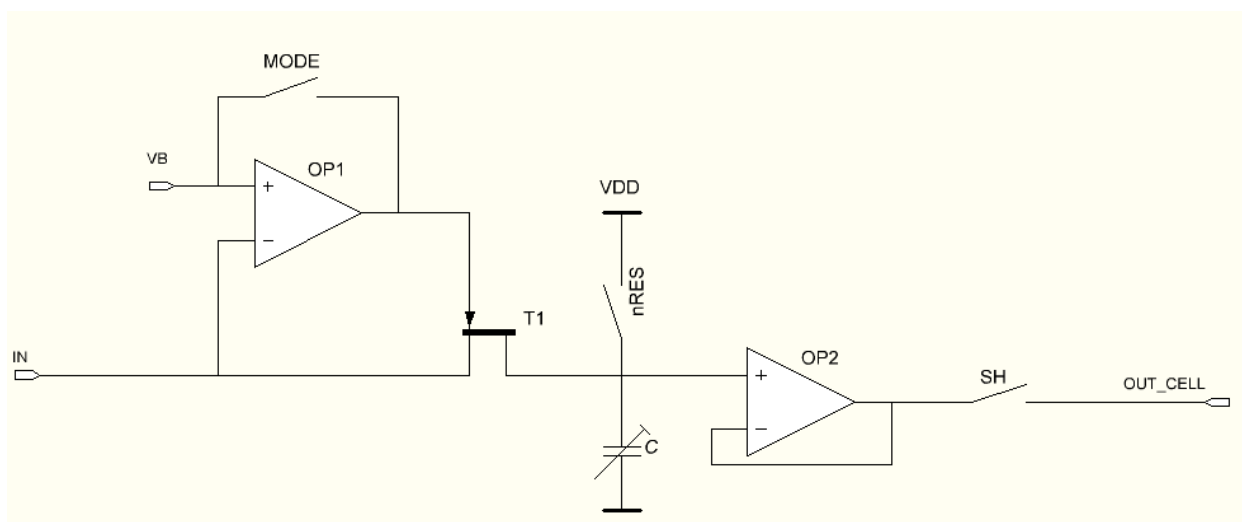 MODE
VB
OP1
+
−
VDD
nRES
T1
IN
OP2
+
−
SH
OUT_CELL
C